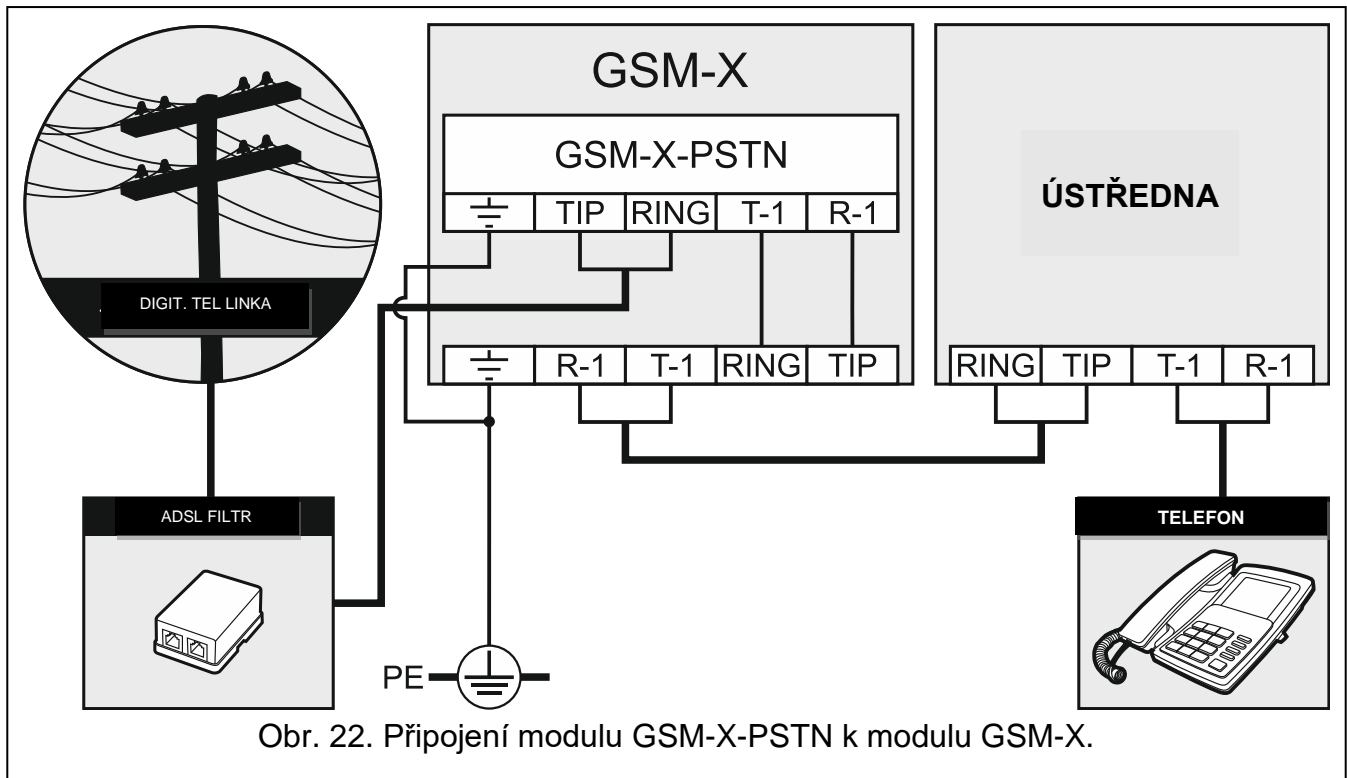 GSM-X
GSM-X-PSTN
TIP RING T-1 R-1
ÚSTŘEDNA
DIGIT. TEL LINKA
R-1 T-1 RING TIP
RING TIP T-1 R-1
ADSL FILTR
TELEFON
PE
Obr. 22. Připojení modulu GSM-X-PSTN k modulu GSM-X.